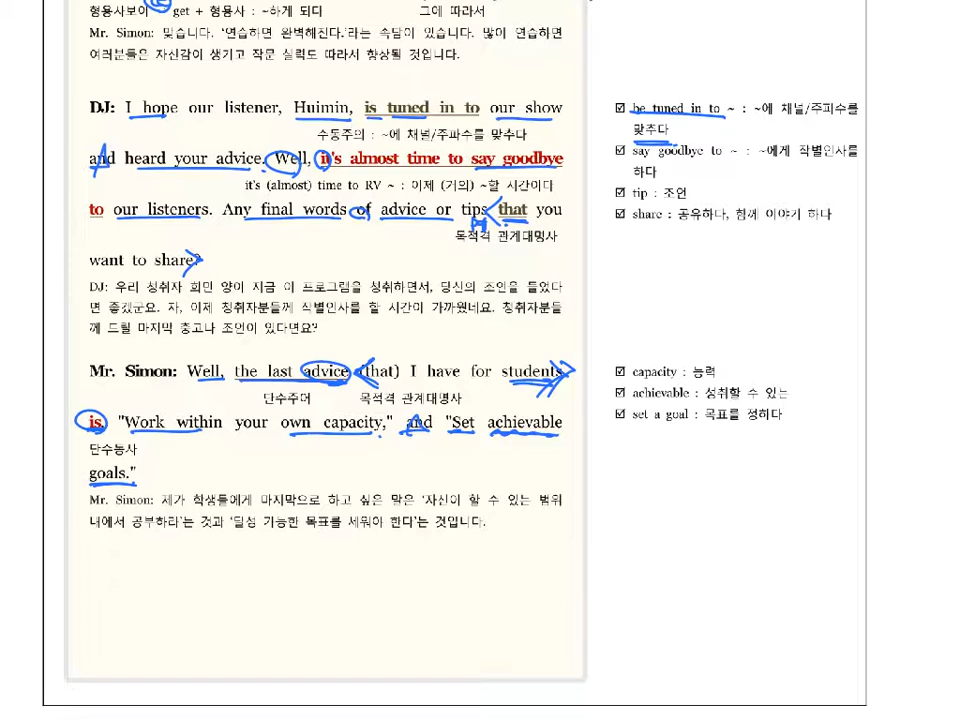 형용사보어 get + 형용사 : ~하게 되다 그에 따라서
Mr. Simon: 맞습니다. '연습하면 완벽해진다.'라는 속담이 있습니다. 많이 연습하면
여러분들은 자신감이 생기고 작문 실력도 따라서 향상될 것입니다.
DJ: I hope our listener, Huimin, is tuned in to our show
수동주의 : ~에 채널/주파수를 맞추다
and heard your advice. Well, it's almost time to say goodbye
it's (almost) time to RV ~ : 이제 (거의) ~할 시간이다
to our listeners. Any final words of advice or tips that you
목적격 관계대명사
want to share?
DJ: 우리 청취자 희민 양이 지금 이 프로그램을 청취하면서, 당신의 조언을 들었다
면 좋겠군요. 자, 이제 청취자분들께 작별인사를 할 시간이 가까웠네요. 청취자분들
께 드릴 마지막 충고나 조언이 있다면요?
Mr. Simon: Well, the last advice (that) I have for students
단수주어 목적격 관계대명사
is, "Work within your own capacity," and "Set achievable
단수동사
goals."
Mr. Simon: 제가 학생들에게 마지막으로 하고 싶은 말은 '자신이 할 수 있는 범위
내에서 공부하라'는 것과 '달성 가능한 목표를 세워야 한다'는 것입니다.
☑ be tuned in to ~ : ~에 채널/주파수를
맞추다
☑ say goodbye to ~ : ~에게 작별인사를
하다
☑ tip : 조언
☑ share : 공유하다, 함께 이야기 하다
☑ capacity : 능력
☑ achievable : 성취할 수 있는
☑ set a goal : 목표를 정하다